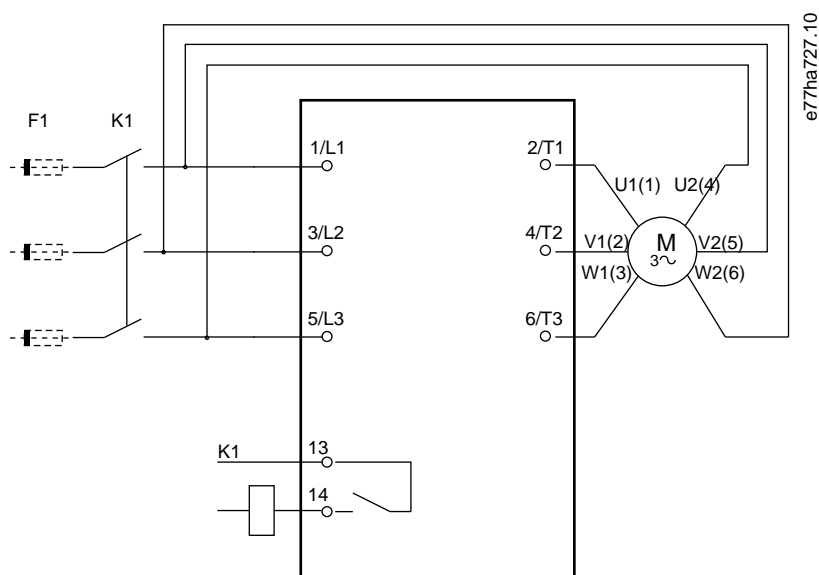 e77ha727.10
F1
K1
1/L1
2/T1
U1(1)
U2(4)
3/L2
4/T2
V1(2)
M
3~
V2(5)
W1(3)
W2(6)
5/L3
6/T3
K1
13
14